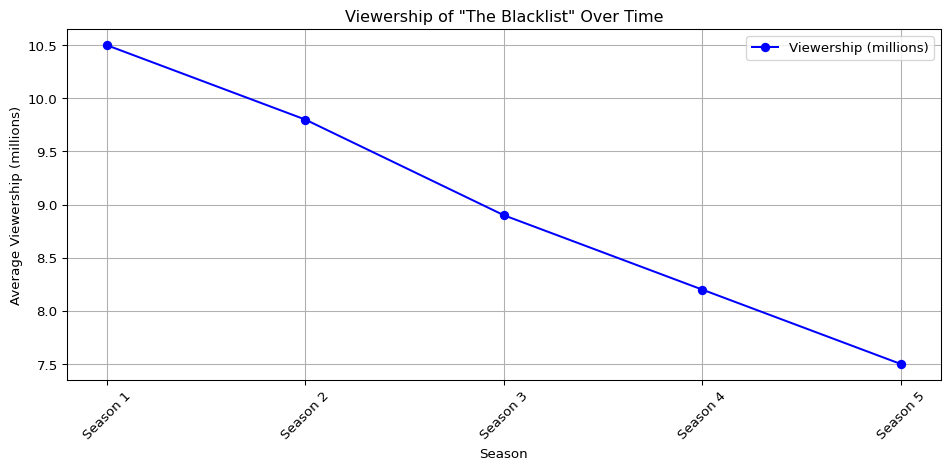 Viewership of "The Blacklist" Over Time
Viewership (millions)
Average Viewership (millions)
10.5
10.0
9.5
9.0
8.5
8.0
7.5
Season 1
Season 2
Season 3
Season 4
Season 5
Season